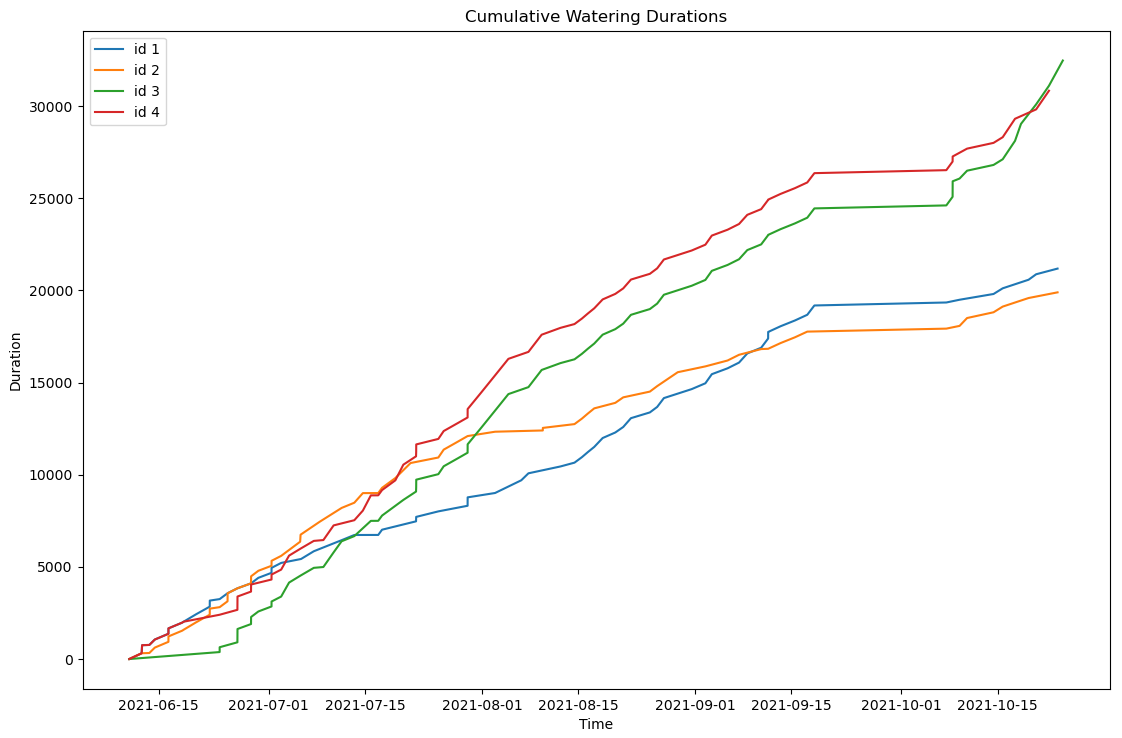 Cumulative Watering Durations
id 1
id 2
id 3
id 4
30000
25000
20000
15000
10000
5000
0
Duration
2021-06-15 2021-07-01 2021-07-15 2021-08-01 2021-08-15 2021-09-01 2021-09-15 2021-10-01 2021-10-15
Time